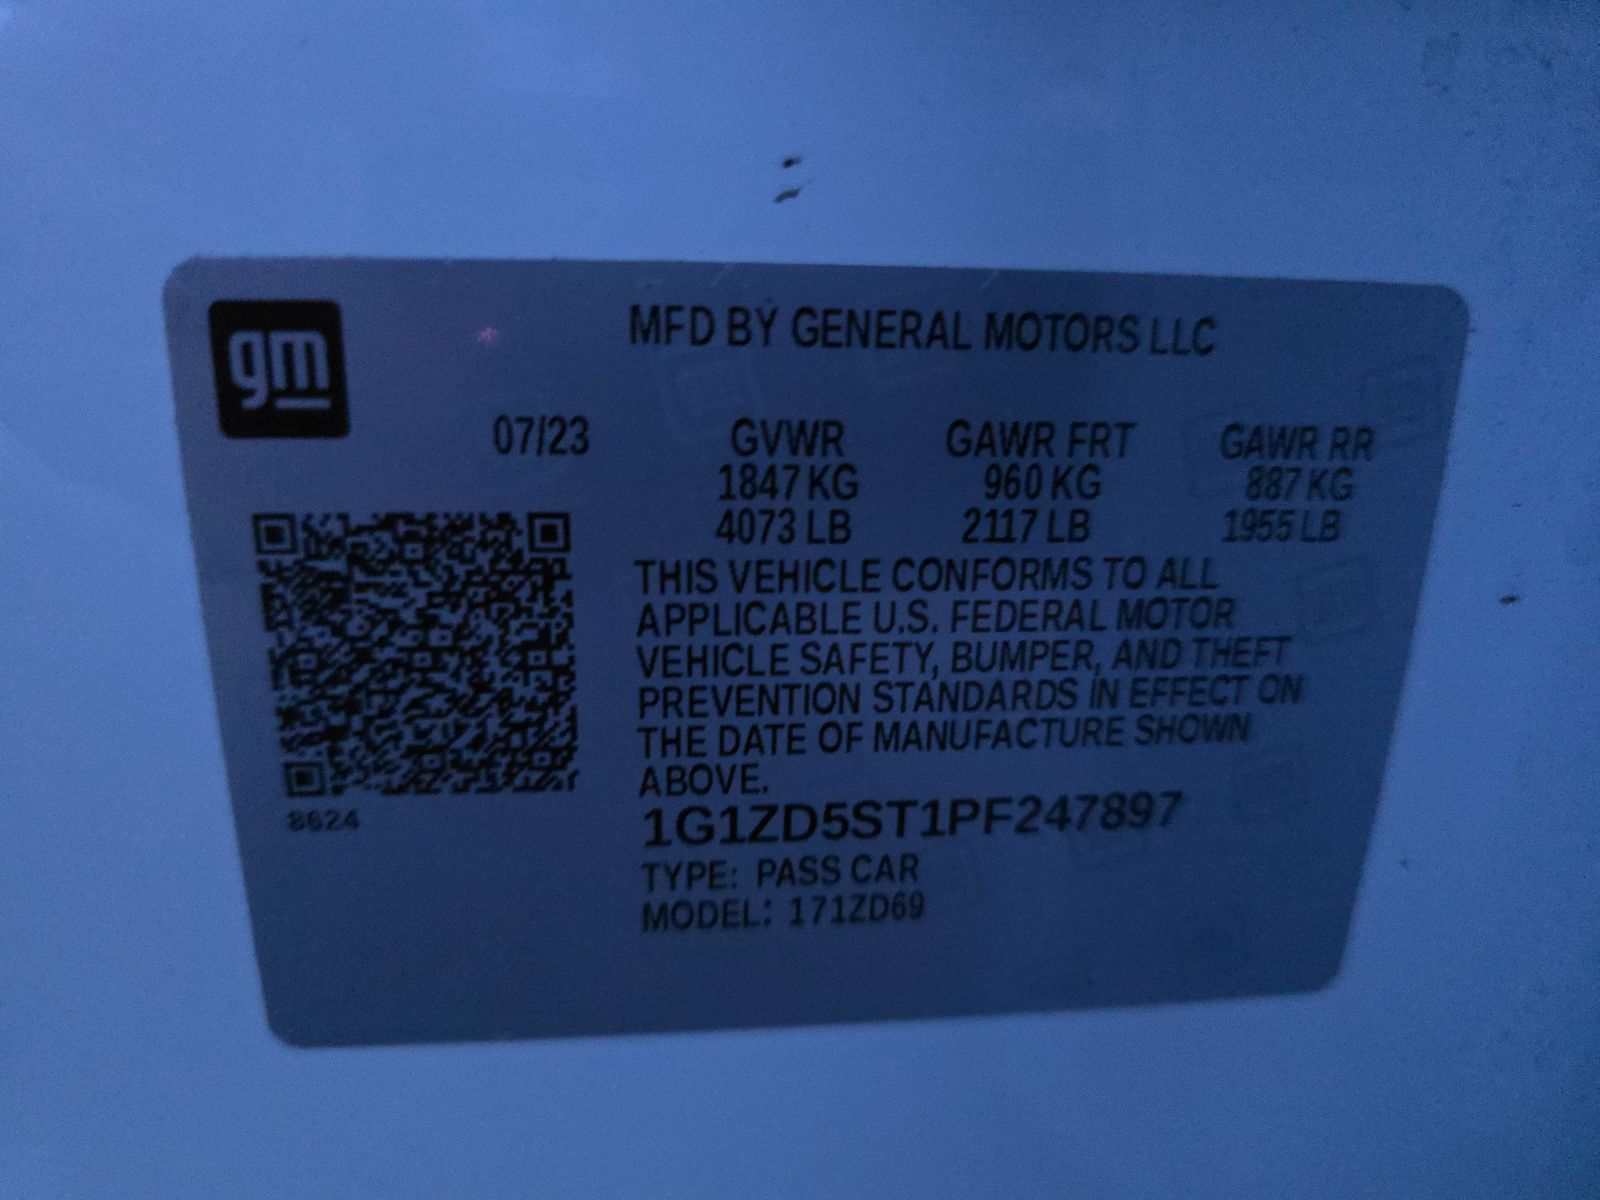 gm
MFD BY GENERAL MOTORS LLC
07/23 GVWR GAWR FRT GAWR RR
1847 KG 960 KG 887 KG
4073 LB 2117 LB 1955 LB
THIS VEHICLE CONFORMS TO ALL
APPLICABLE U.S. FEDERAL MOTOR
VEHICLE SAFETY, BUMPER, AND THEFT
PREVENTION STANDARDS IN EFFECT ON
THE DATE OF MANUFACTURE SHOWN
ABOVE.
8624
1G1ZD5ST1PF247897
TYPE: PASS CAR
MODEL: 171ZD69